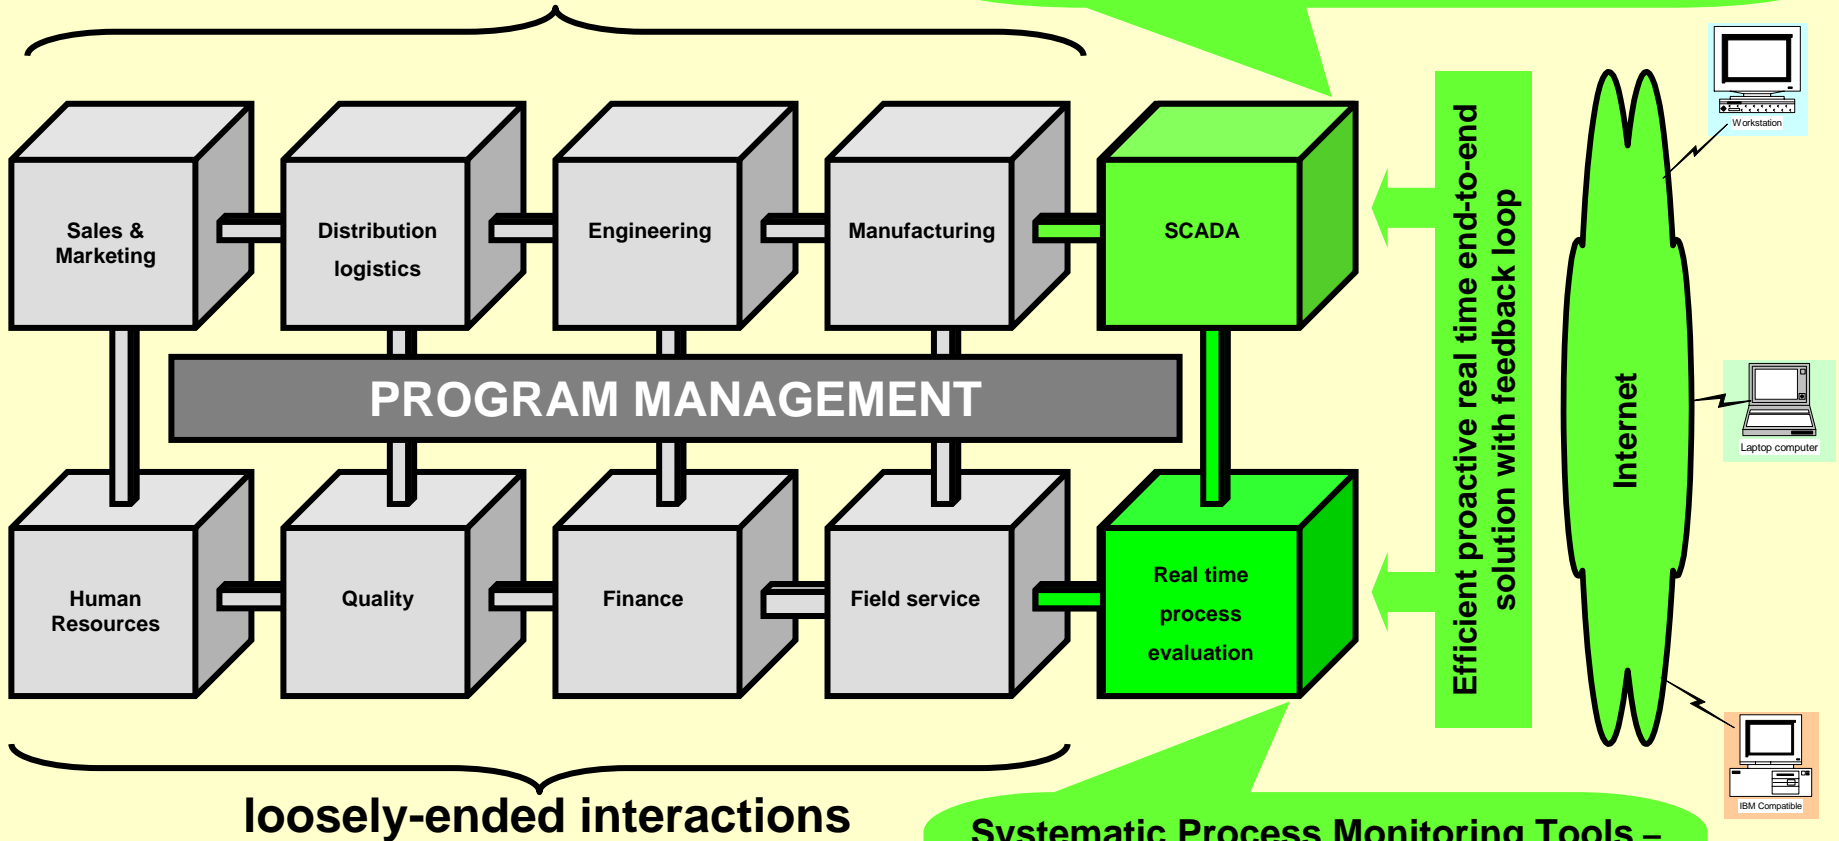 Workstation
Sales &
Marketing
Distribution
logistics
Engineering
Manufacturing
SCADA
PROGRAM MANAGEMENT
Human
Resources
Quality
Finance
Field service
Real time
process
evaluation
Efficient proactive real time end-to-end
solution with feedback loop
Internet
Laptop computer
IBM Compatible
loosely-ended interactions
Systematic Process Monitoring Tools –